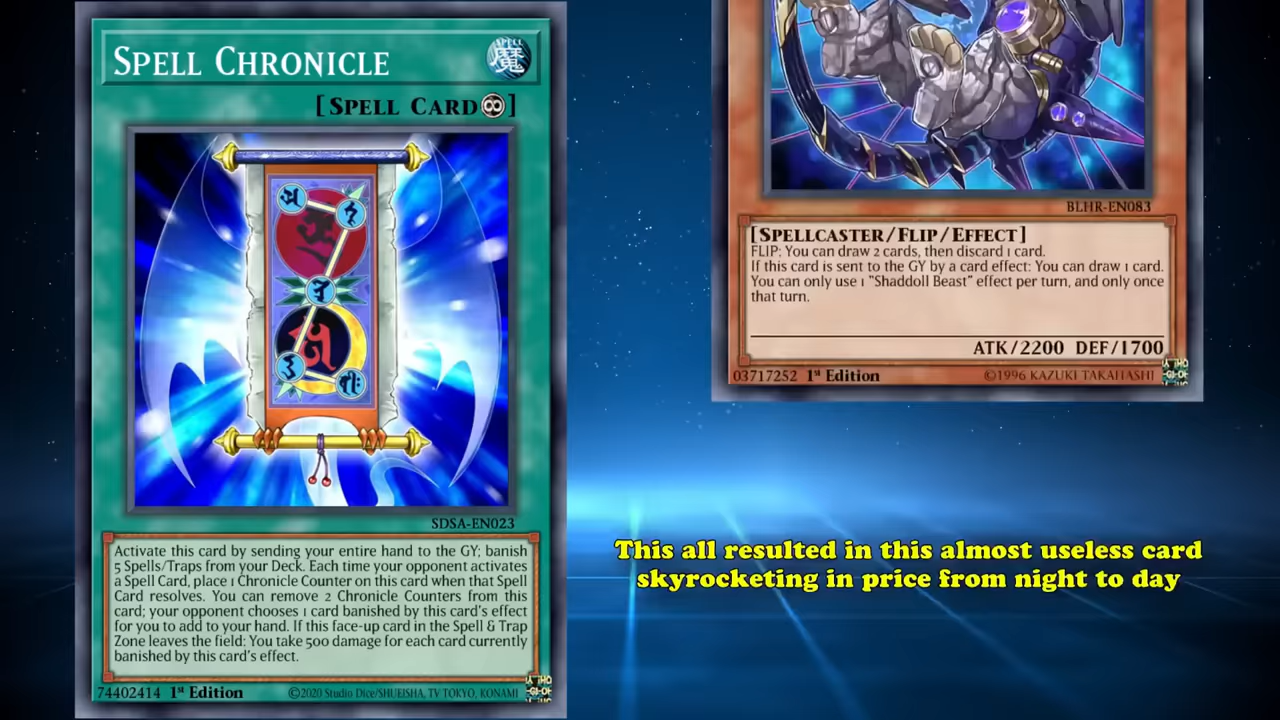 SPELL CHRONICLE
SPELL
魔
[SPELL CARD]
SDSA-EN023
Activate this card by sending your entire hand to the GY; banish
5 Spells/Traps from your Deck. Each time your opponent activates
a Spell Card, place 1 Chronicle Counter on this card when that Spell
Card resolves. You can remove 2 Chronicle Counters from this
card; your opponent chooses 1 card banished by this card's effect
for you to add to your hand. If this face-up card in the Spell & Trap
Zone leaves the field: You take 500 damage for each card currently
banished by this card's effect.
74402414 1st Edition ©2020 Studio Dice/SHUEISHA, TV TOKYO, KONAMI
BLHR-EN083
[SPELLCASTER/FLIP/EFFECT]
FLIP: You can draw 2 cards, then discard 1 card.
If this card is sent to the GY by a card effect: You can draw 1 card.
You can only use 1 "Shaddoll Beast" effect per turn, and only once
that turn.
ATK/2200 DEF/1700
03717252 1st Edition ©1996 KAZUKI TAKAHASHI
This all resulted in this almost useless card
skyrocketing in price from night to day